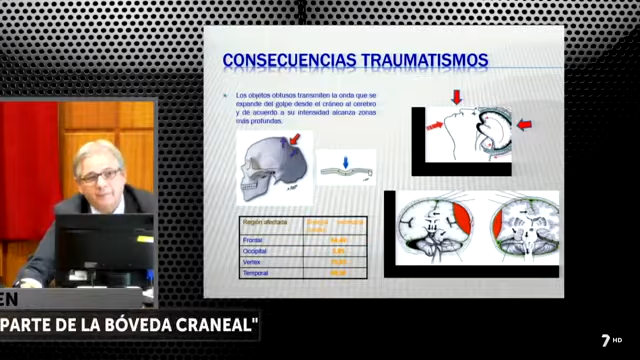 CONSECUENCIAS TRAUMATISMOS
Los objetos obtusos transmiten la onda que se
expande del golpe desde el cráneo al cerebro
y de acuerdo a su intensidad alcanza zonas
más profundas.
Región afectada
Frontal
Occipital
Vertex
Temporal
EN
PARTE DE LA BÓVEDA CRANEAL"
7 HD